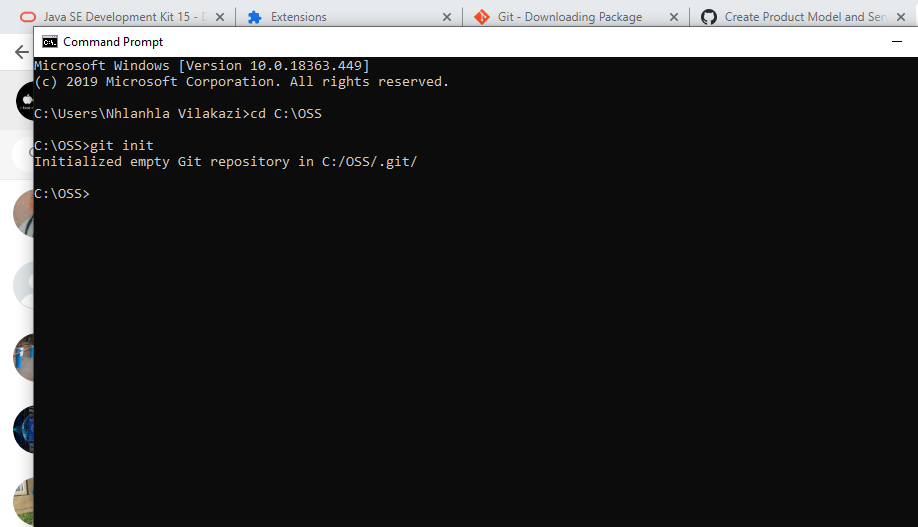 Java SE Development Kit 15 - D
Extensions
Git - Downloading Package
Create Product Model and Ser
Command Prompt
Microsoft Windows [Version 10.0.18363.449]
(c) 2019 Microsoft Corporation. All rights reserved.
C:\Users\Nhlanhla Vilakazi>cd C:\OSS
C:\OSS>git init
Initialized empty Git repository in C:/OSS/.git/
C:\OSS>